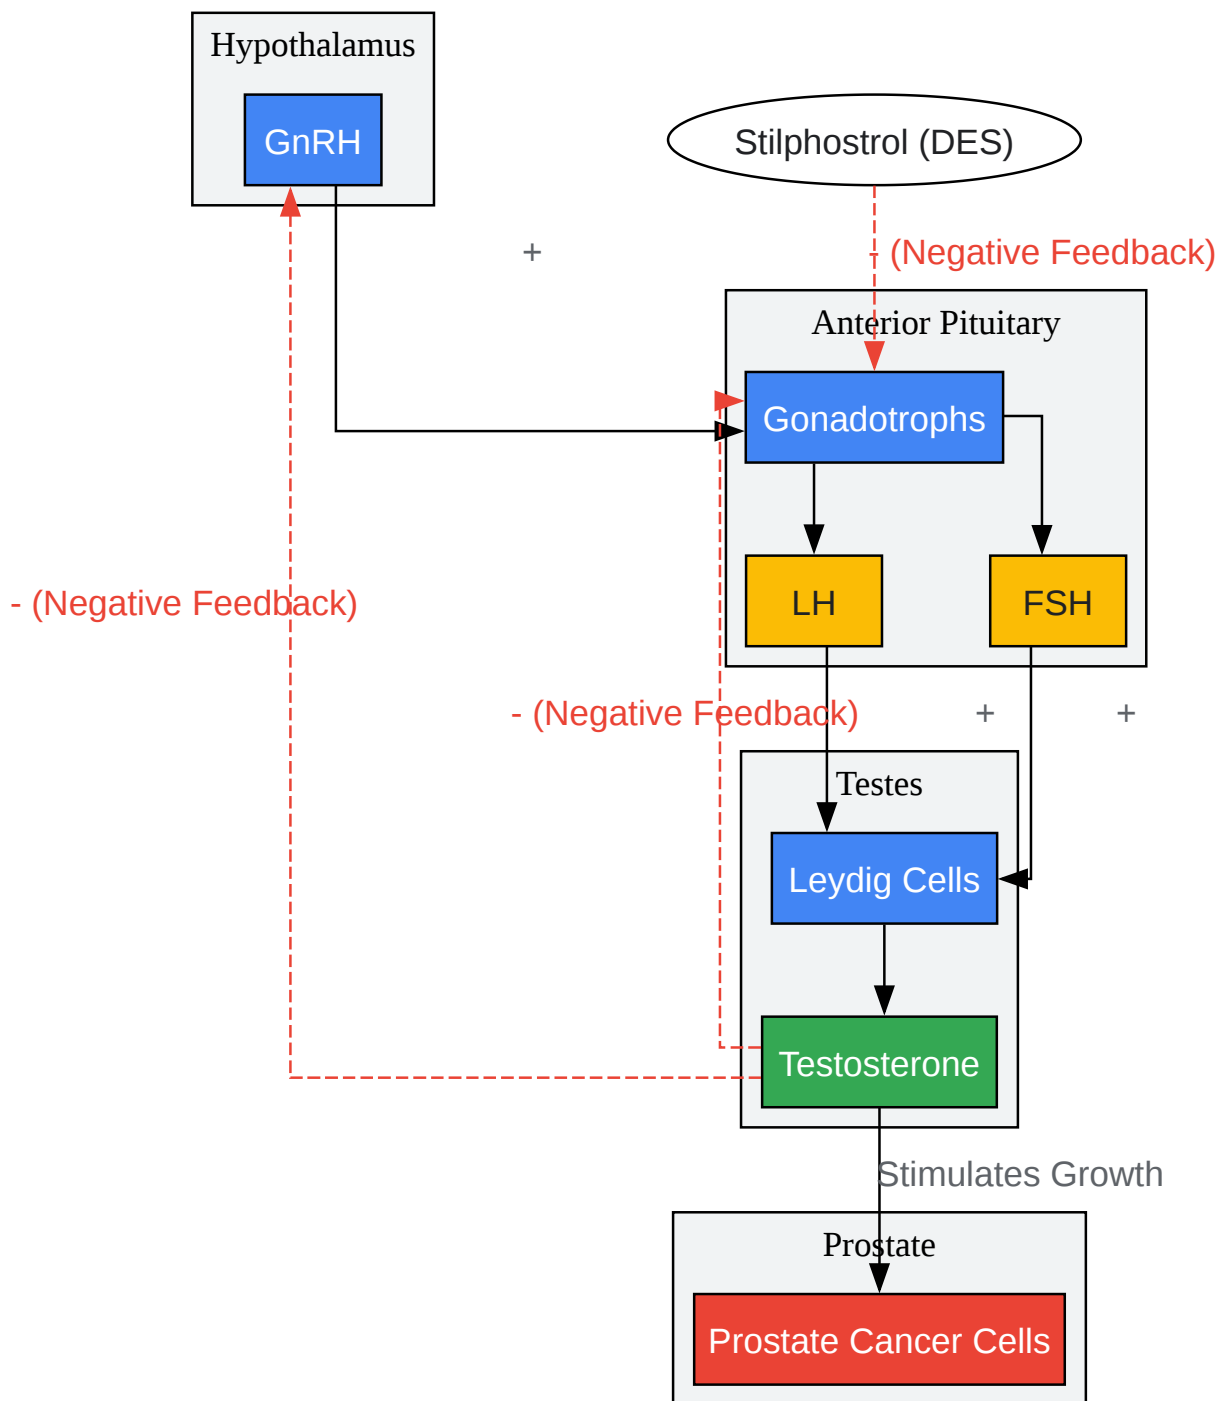 Hypothalamus
GnRH
Stilphostrol (DES)
+
- (Negative Feedback)
Anterior Pituitary
Gonadotrophs
LH
FSH
- (Negative Feedback)
- (Negative Feedback)
+
+
Testes
Leydig Cells
Testosterone
Stimulates Growth
Prostate
Prostate Cancer Cells